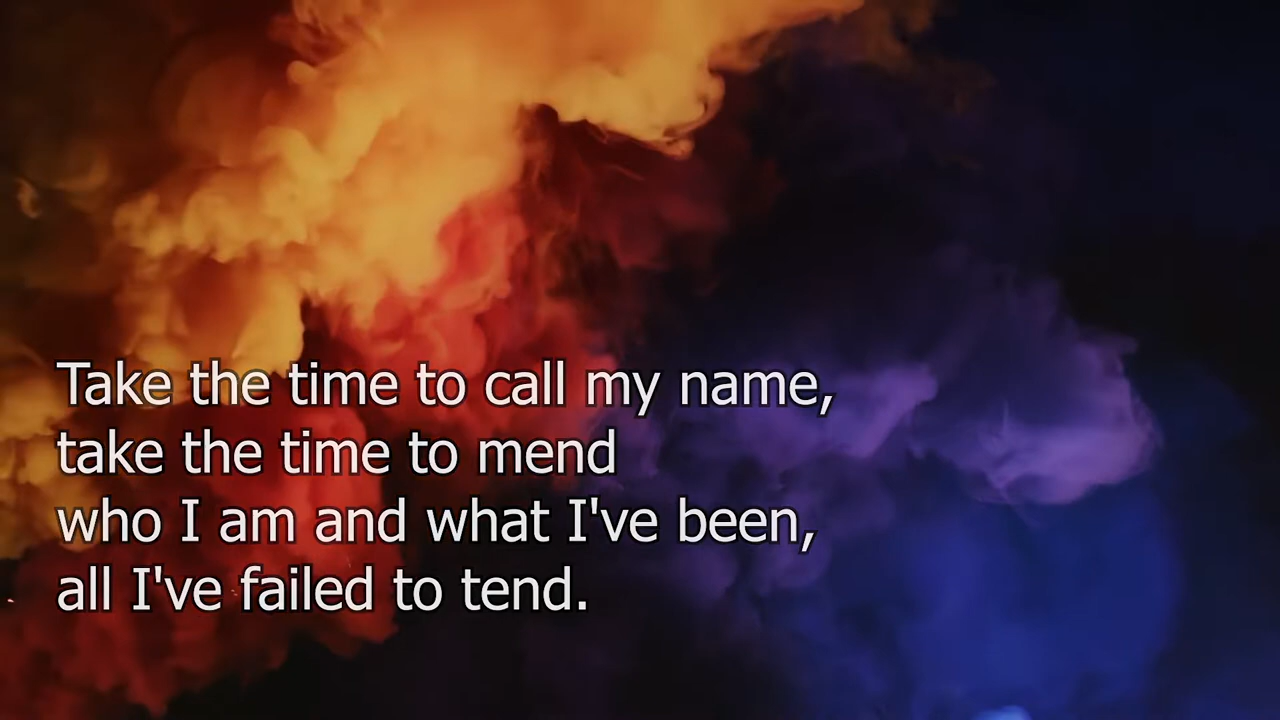 Take the time to call my name,
take the time to mend
who I am and what I've been,
all I've failed to tend.